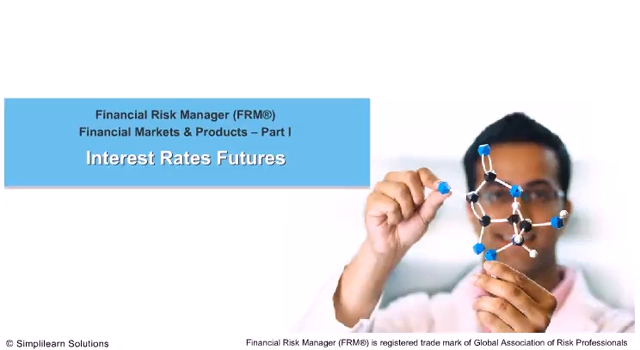 Financial Risk Manager (FRM®)
Financial Markets & Products – Part I
Interest Rates Futures
© Simplilearn Solutions
Financial Risk Manager (FRM®) is registered trade mark of Global Association of Risk Professionals